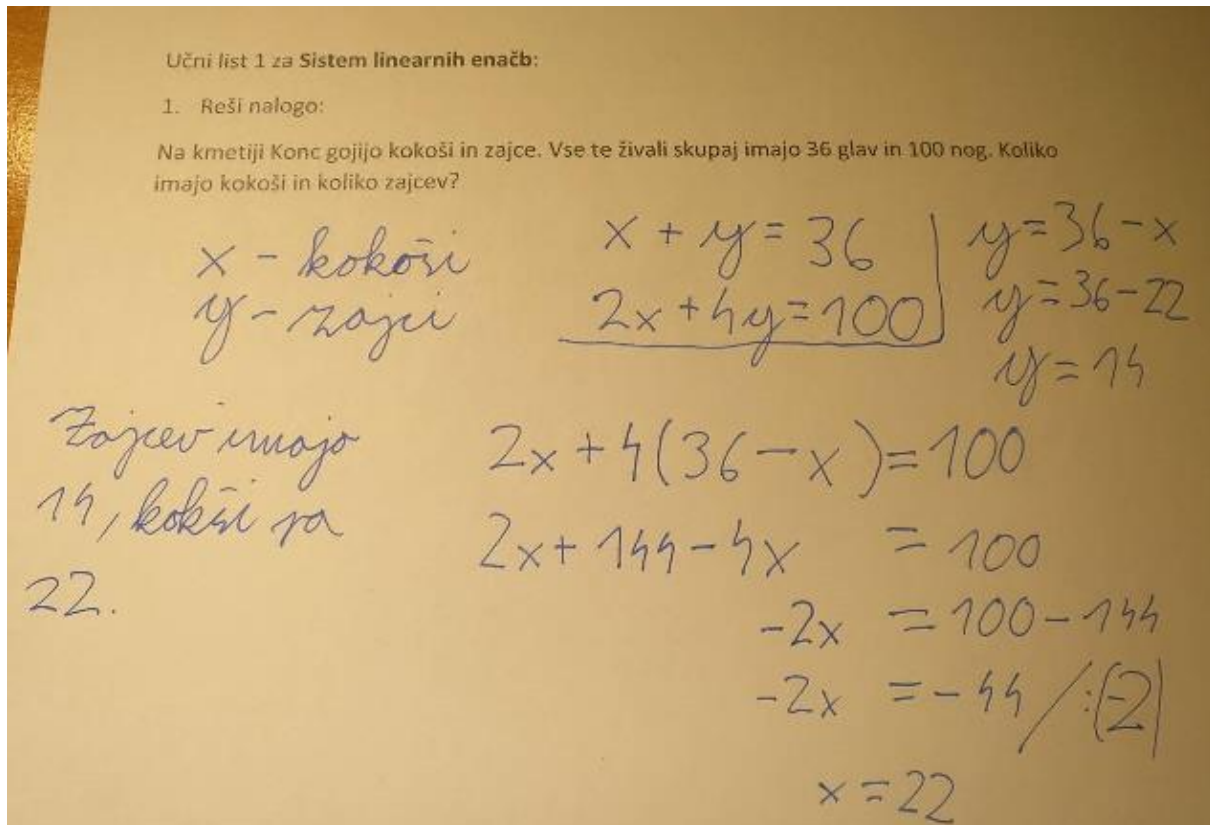 Učni list 1 za Sistem linearnih enačb:
1. Reši nalogo:
Na kmetiji Konc gojijo kokoši in zajce. Vse te živali skupaj imajo 36 glav in 100 nog. Koliko
imajo kokoši in koliko zajcev?
x - kokoši
y - zajci
x + y = 36
2x + 4y = 100
y = 36 - x
y = 36 - 22
y = 14
2x + 4(36 - x) = 100
2x + 144 - 4x = 100
-2x = 100 - 144
-2x = -44 /:(-2)
x = 22
Zajcev imajo
14, kokši pa
22.